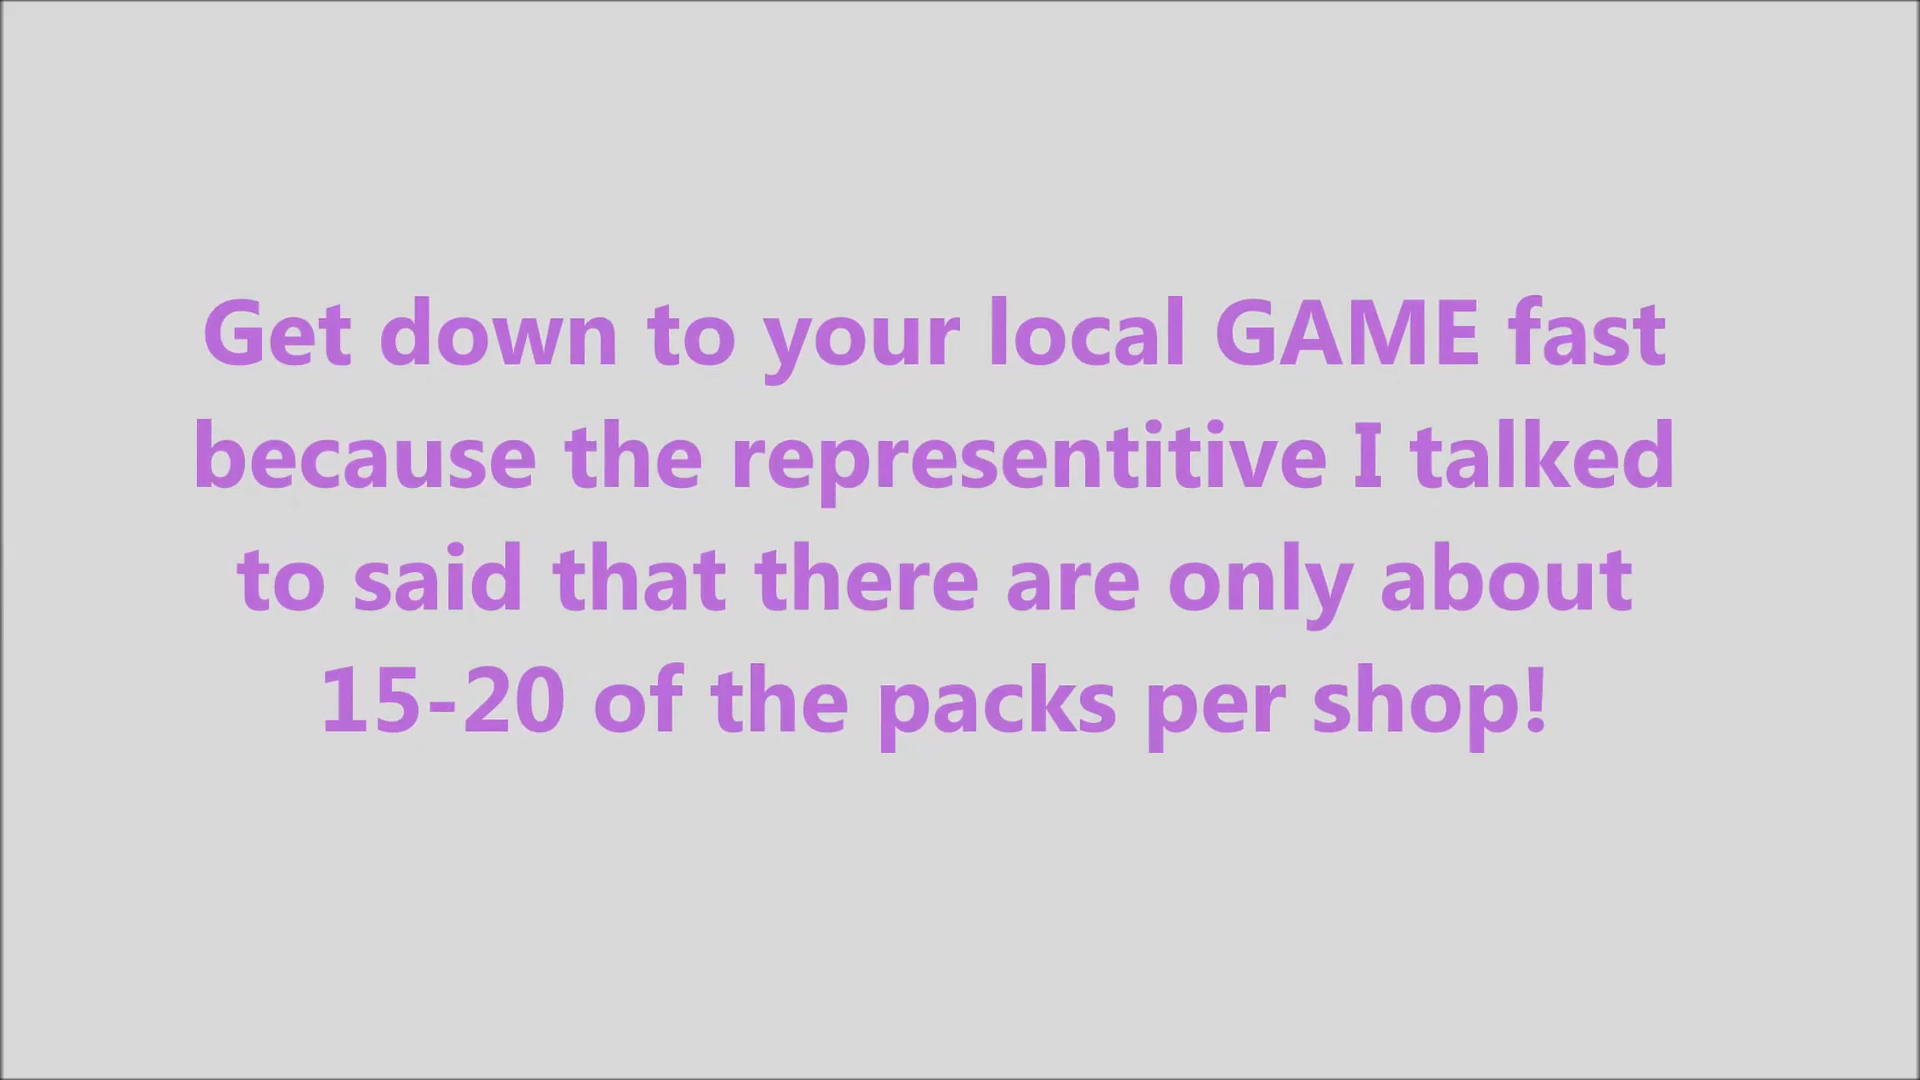 Get down to your local GAME fast
because the representitive I talked
to said that there are only about
15-20 of the packs per shop!